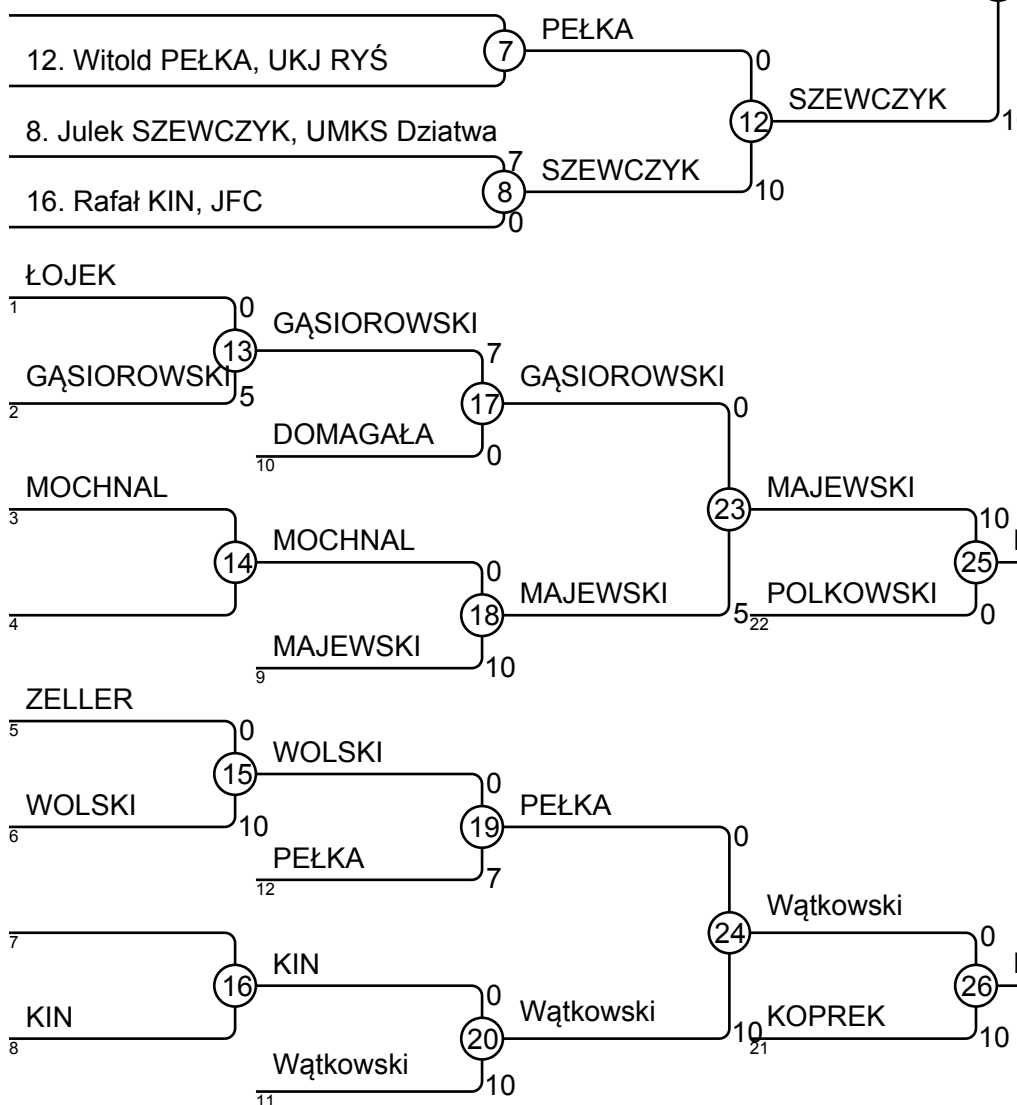 12. Witold PEŁKA, UKJ RYŚ
7
PEŁKA
0
12
SZEWCZYK
1
8. Julek SZEWCZYK, UMKS Dziatwa
7
8
SZEWCZYK
10
16. Rafał KIN, JFC
0
ŁOJEK
1
0
13
GĄSIOROWSKI
7
GĄSIOROWSKI
2
5
17
GĄSIOROWSKI
0
DOMAGAŁA
10
0
MOCHNAL
3
23
MAJEWSKI
10
14
MOCHNAL
0
25
4
18
MAJEWSKI
5
22
POLKOWSKI
0
MAJEWSKI
9
10
ZELLER
5
0
15
WOLSKI
0
WOLSKI
6
10
19
PEŁKA
0
PEŁKA
12
7
7
24
Wątkowski
0
16
KIN
0
26
KIN
8
20
Wątkowski
10
21
KOPREK
10
Wątkowski
11
10